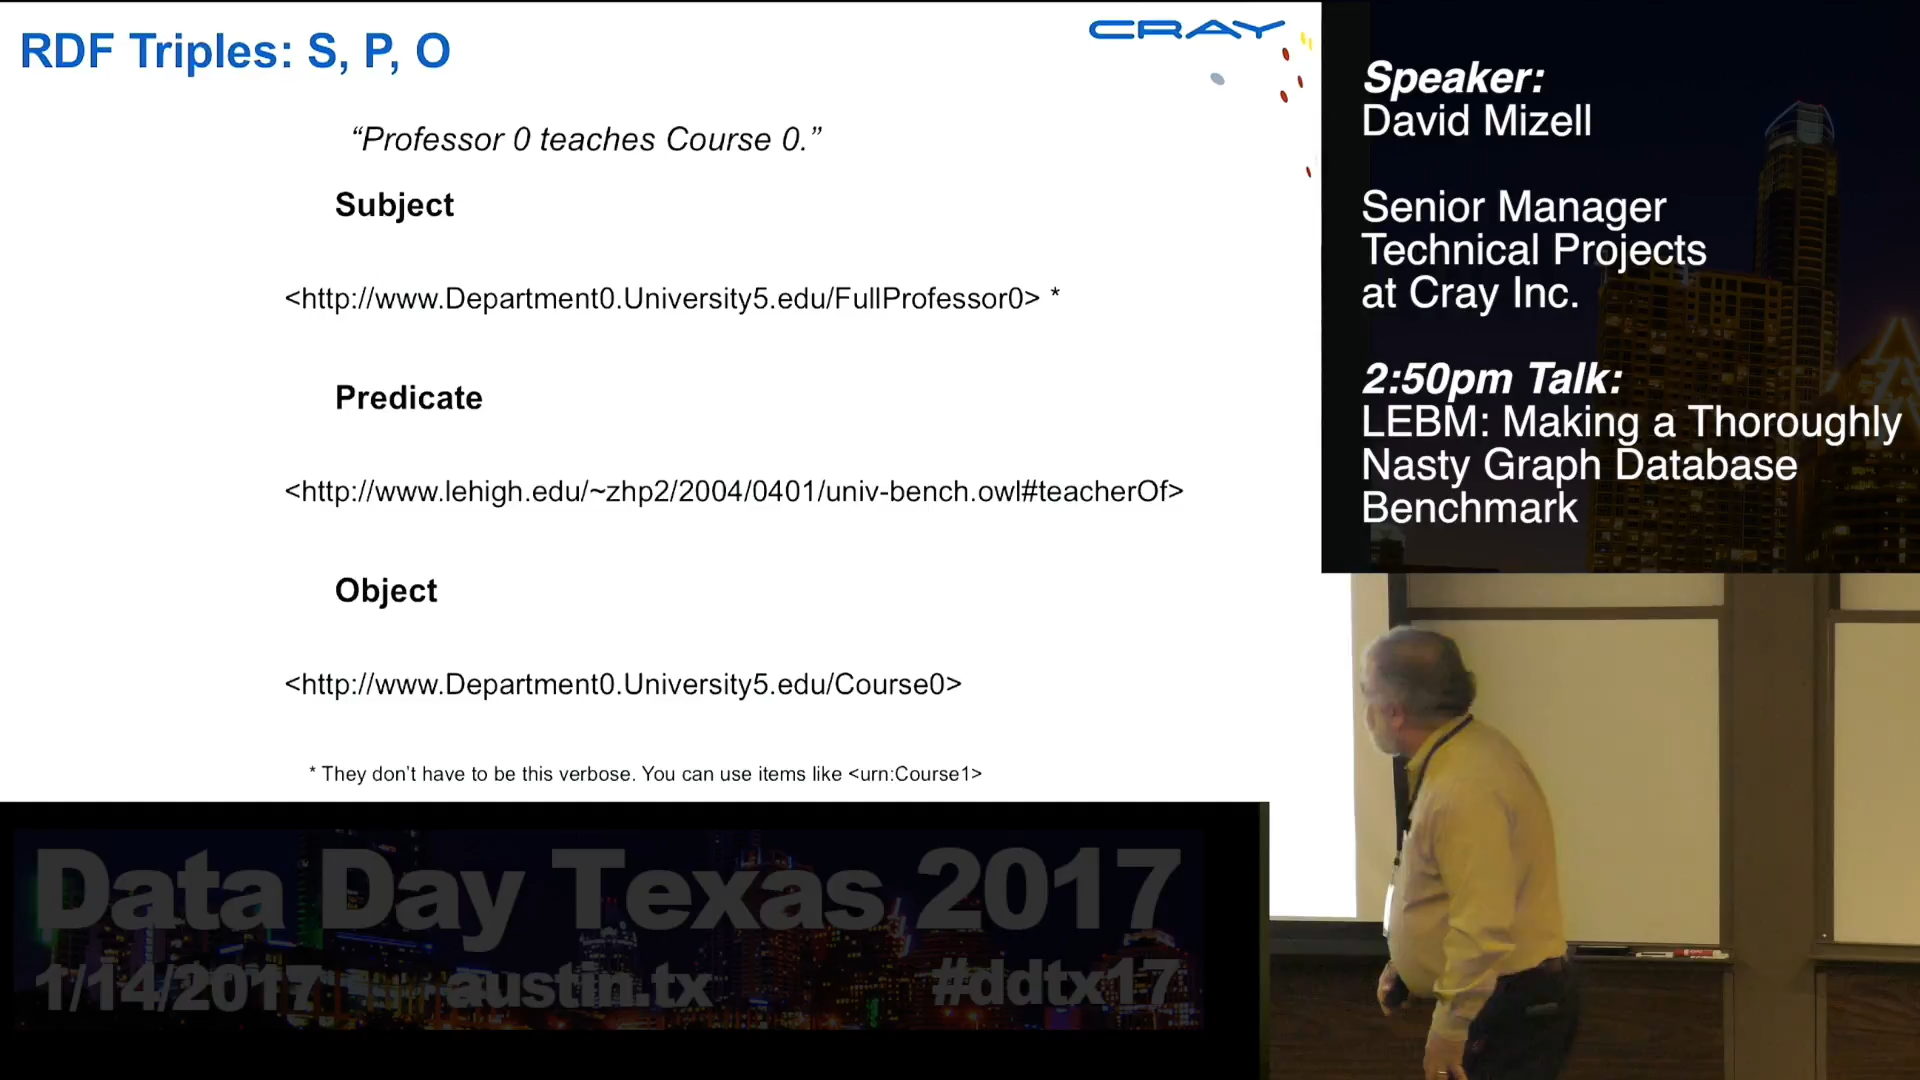 RDF Triples: S, P, O
CRAY
“Professor 0 teaches Course 0.”
Subject
<http://www.Department0.University5.edu/FullProfessor0> *
Predicate
<http://www.lehigh.edu/~zhp2/2004/0401/univ-bench.owl#teacherOf>
Object
<http://www.Department0.University5.edu/Course0>
* They don’t have to be this verbose. You can use items like <urn:Course1>
Speaker:
David Mizell
Senior Manager
Technical Projects
at Cray Inc.
2:50pm Talk:
LEBM: Making a Thoroughly
Nasty Graph Database
Benchmark
Data Day Texas 2017
1/14/2017 austin.tx #ddtx17